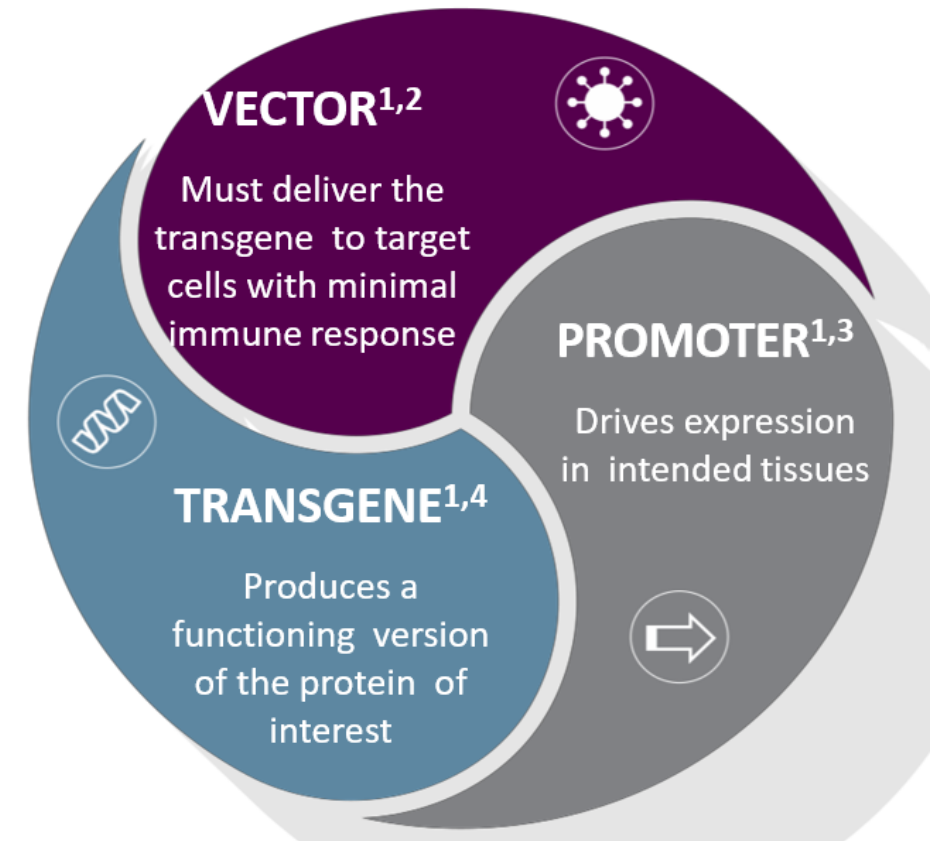 VECTOR1,2
Must deliver the
transgene to target
cells with minimal
immune response
PROMOTER1,3
Drives expression
in intended tissues
TRANSGENE1,4
Produces a
functioning version
of the protein of
interest